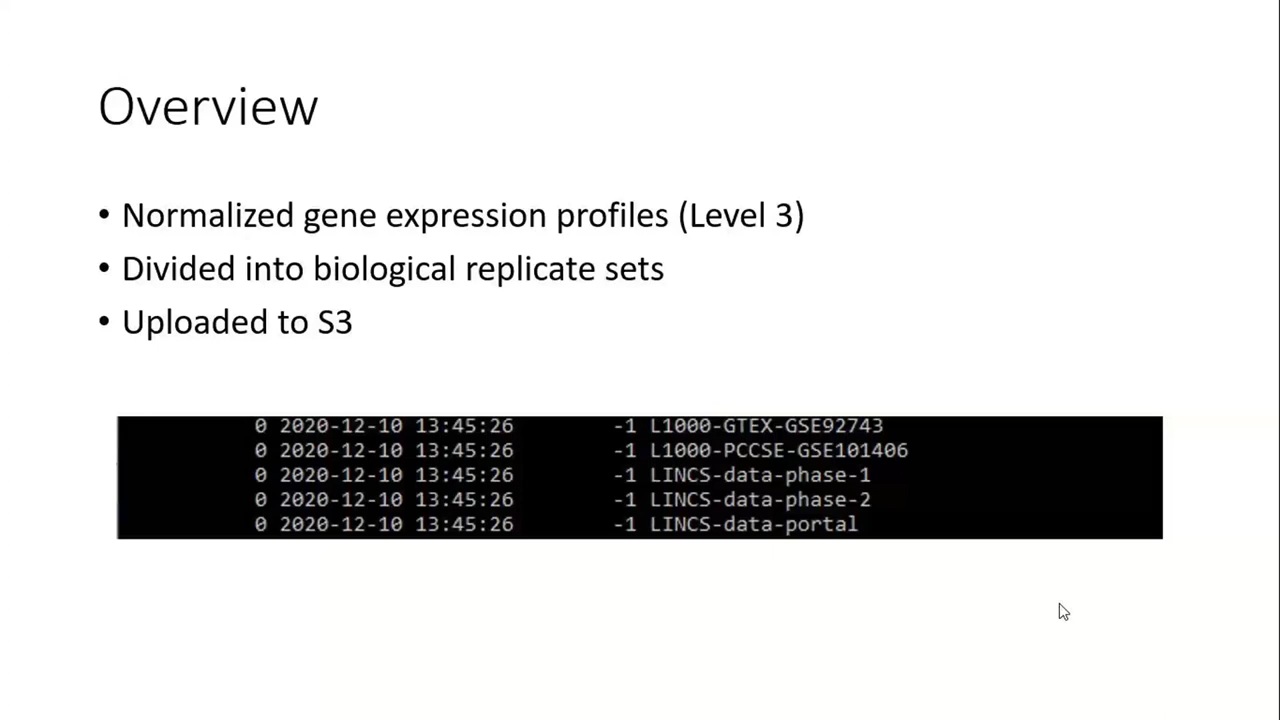 Overview
• Normalized gene expression profiles (Level 3)
• Divided into biological replicate sets
• Uploaded to S3
0 2020-12-10 13:45:26 -1 L1000-GTEX-GSE92743
0 2020-12-10 13:45:26 -1 L1000-PCCSE-GSE101406
0 2020-12-10 13:45:26 -1 LINCS-data-phase-1
0 2020-12-10 13:45:26 -1 LINCS-data-phase-2
0 2020-12-10 13:45:26 -1 LINCS-data-portal